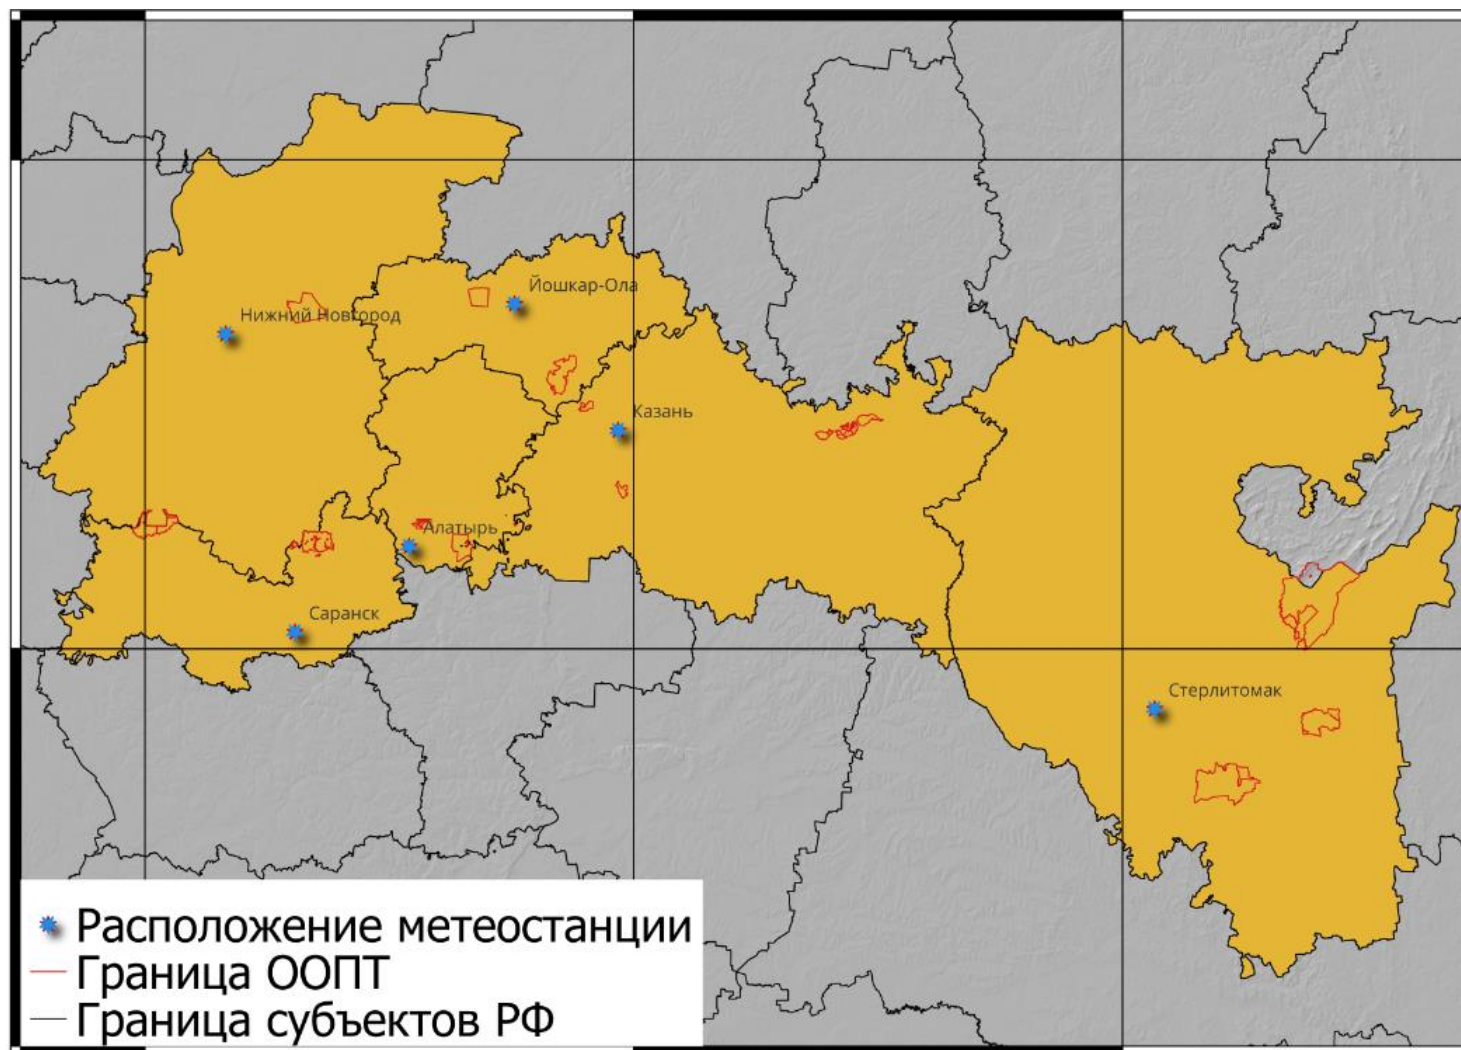 Йошкар-Ола
Нижний Новгород
Казань
Алатырь
Саранск
Стерлитомак
Расположение метеостанции
Граница ООПТ
Граница субъектов РФ